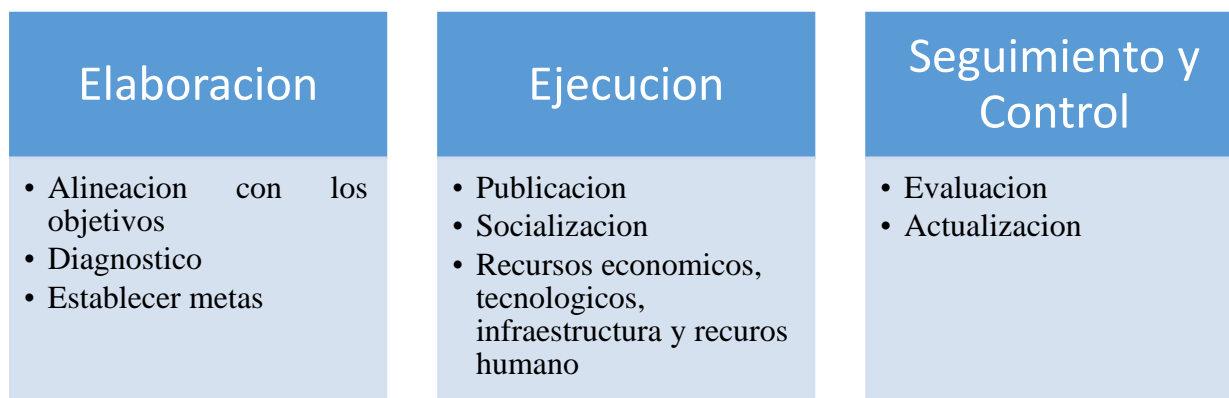 Elaboracion
• Alineacion con los
objetivos
• Diagnostico
• Establecer metas
Ejecucion
• Publicacion
• Socializacion
• Recursos economicos,
tecnologicos,
infraestructura y recuros
humano
Seguimiento y
Control
• Evaluacion
• Actualizacion